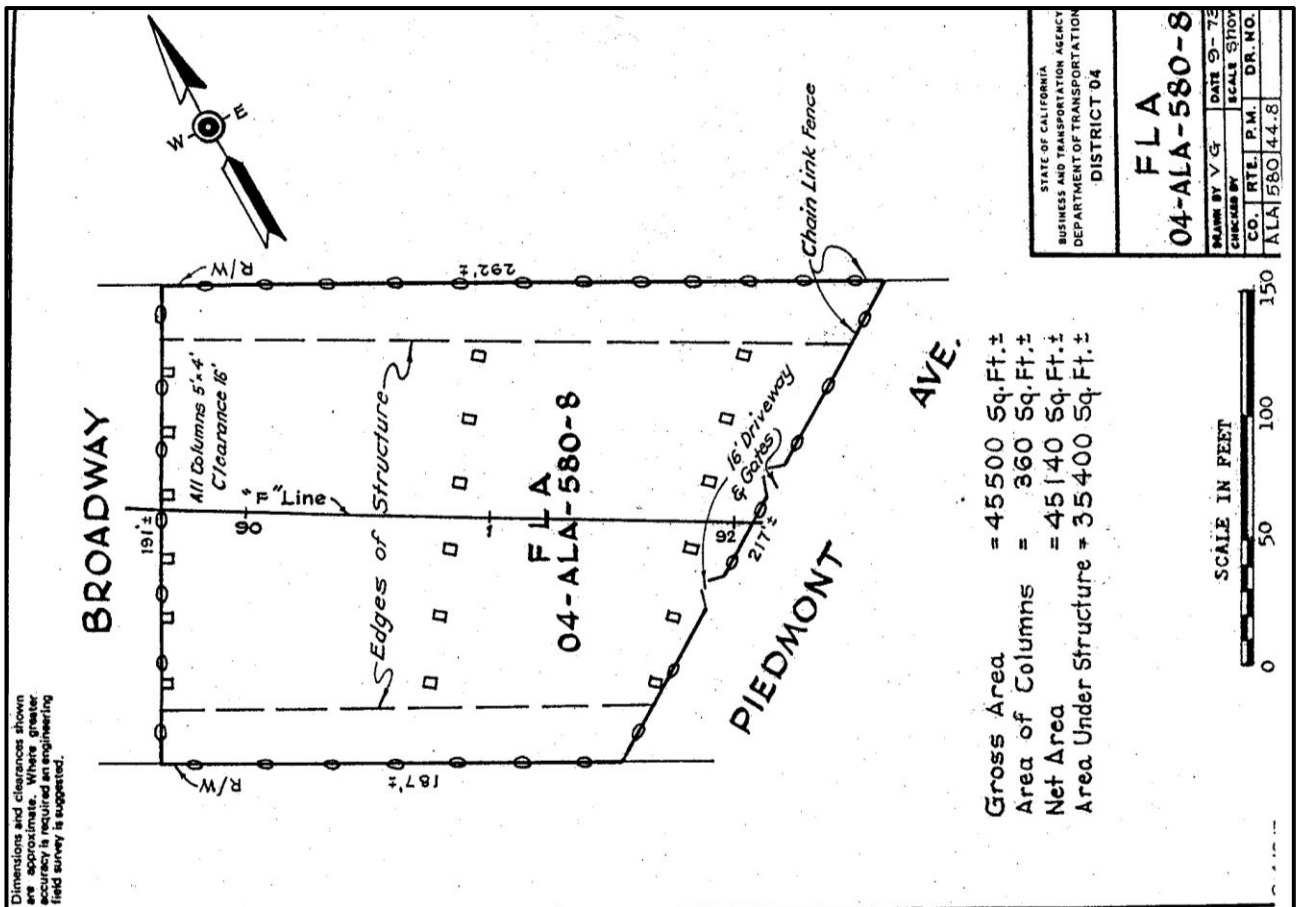 Dimensions and clearances shown
are approximate. Where greater
accuracy is required an engineering
field survey is suggested.
BROADWAY
W
E
R/W
R/W
191'±
292'±
187'±
217'±
All Columns 5'x4'
Clearance 16'
"F" Line
90
1
92
Edges of Structure
FLA
04-ALA-580-8
16' Driveway
& Gates
Chain Link Fence
PIEDMONT AVE.
Gross Area = 45500 Sq.Ft.±
Area of Columns = 360 Sq.Ft.±
Net Area = 45140 Sq.Ft.±
Area Under Structure = 35400 Sq.Ft.±
SCALE IN FEET
0 50 100 150
STATE OF CALIFORNIA
BUSINESS AND TRANSPORTATION AGENCY
DEPARTMENT OF TRANSPORTATION
DISTRICT 04
FLA
04-ALA-580-8
DRAWN BY V G DATE 9-73
CHECKED BY SCALE Show
CO. RTE. P.M. DR. NO.
ALA 580 44.8